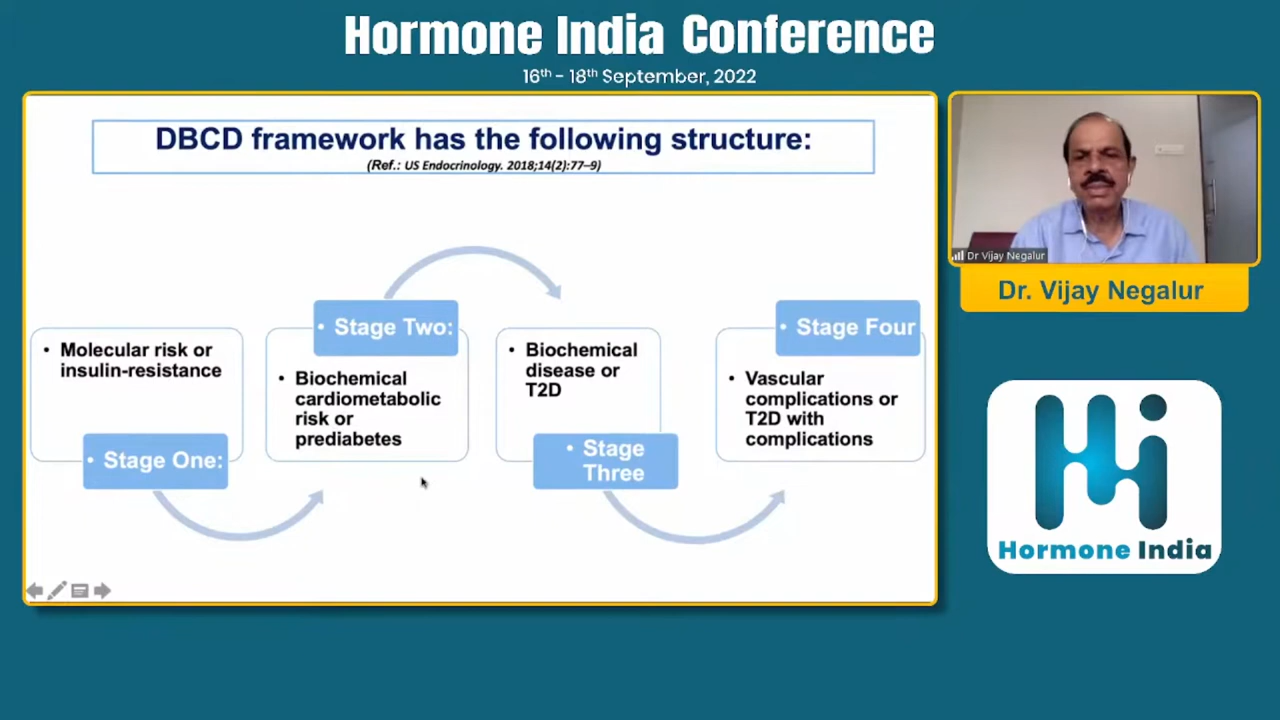 Hormone India Conference
16th - 18th September, 2022
DBCD framework has the following structure:
(Ref.: US Endocrinology. 2018;14(2):77–9)
• Molecular risk or
insulin-resistance
• Stage One:
• Stage Two:
• Biochemical
cardiometabolic
risk or
prediabetes
• Biochemical
disease or
T2D
• Stage
Three
• Stage Four
• Vascular
complications or
T2D with
complications
Dr Vijay Negalur
Dr. Vijay Negalur
Hi
Hormone India